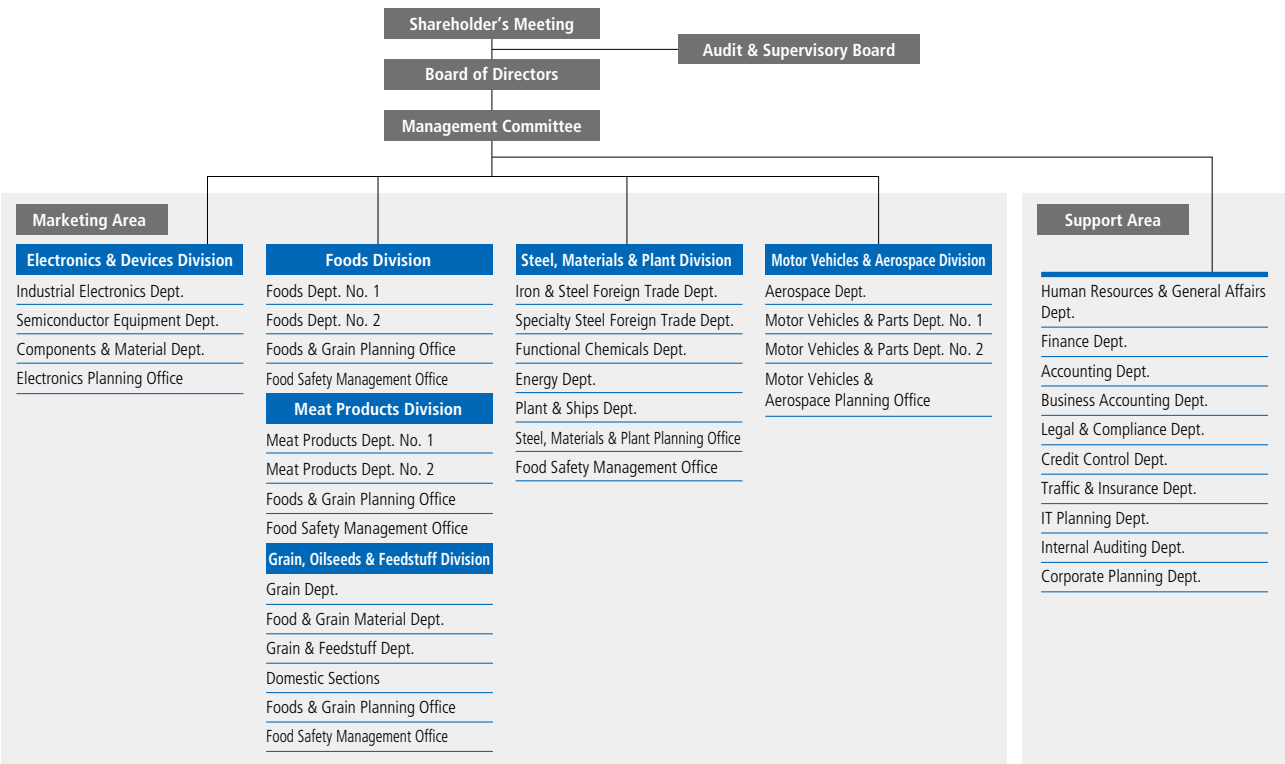 Shareholder's Meeting
Audit & Supervisory Board
Board of Directors
Management Committee
Marketing Area
Electronics & Devices Division
Industrial Electronics Dept.
Semiconductor Equipment Dept.
Components & Material Dept.
Electronics Planning Office
Foods Division
Foods Dept. No. 1
Foods Dept. No. 2
Foods & Grain Planning Office
Food Safety Management Office
Meat Products Division
Meat Products Dept. No. 1
Meat Products Dept. No. 2
Foods & Grain Planning Office
Food Safety Management Office
Grain, Oilseeds & Feedstuff Division
Grain Dept.
Food & Grain Material Dept.
Grain & Feedstuff Dept.
Domestic Sections
Foods & Grain Planning Office
Food Safety Management Office
Steel, Materials & Plant Division
Iron & Steel Foreign Trade Dept.
Specialty Steel Foreign Trade Dept.
Functional Chemicals Dept.
Energy Dept.
Plant & Ships Dept.
Steel, Materials & Plant Planning Office
Food Safety Management Office
Motor Vehicles & Aerospace Division
Aerospace Dept.
Motor Vehicles & Parts Dept. No. 1
Motor Vehicles & Parts Dept. No. 2
Motor Vehicles &
Aerospace Planning Office
Support Area
Human Resources & General Affairs
Dept.
Finance Dept.
Accounting Dept.
Business Accounting Dept.
Legal & Compliance Dept.
Credit Control Dept.
Traffic & Insurance Dept.
IT Planning Dept.
Internal Auditing Dept.
Corporate Planning Dept.